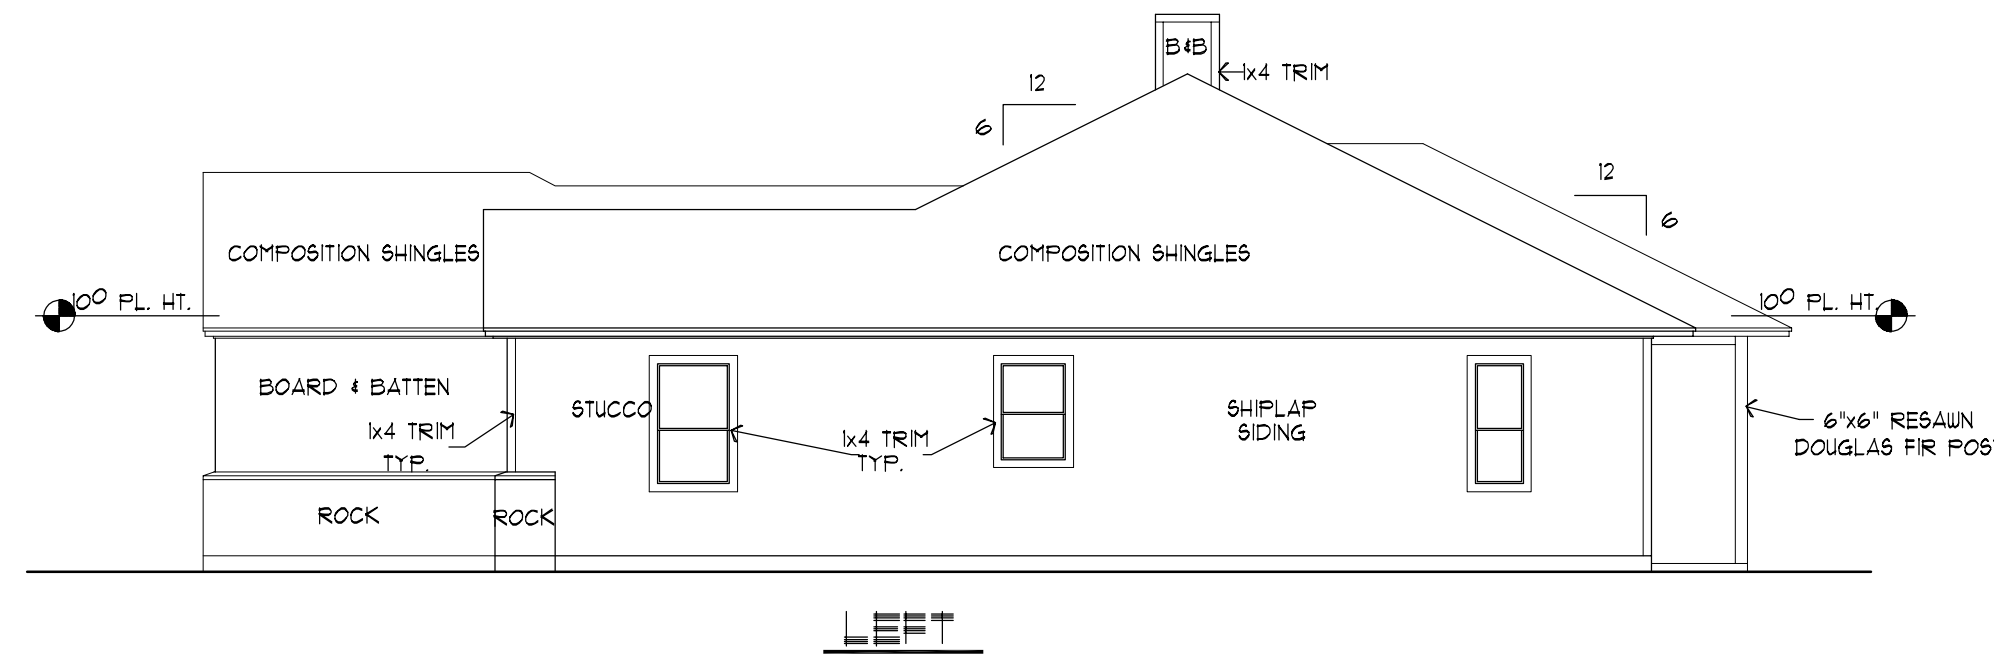 B&B
1x4 TRIM
12
6
12
6
COMPOSITION SHINGLES
COMPOSITION SHINGLES
10⁰ PL. HT.
10⁰ PL. HT.
BOARD & BATTEN
1x4 TRIM
TYP.
STUCCO
1x4 TRIM
TYP.
SHIPLAP
SIDING
6"x6" RESAWN
DOUGLAS FIR POS
ROCK
ROCK
LEFT